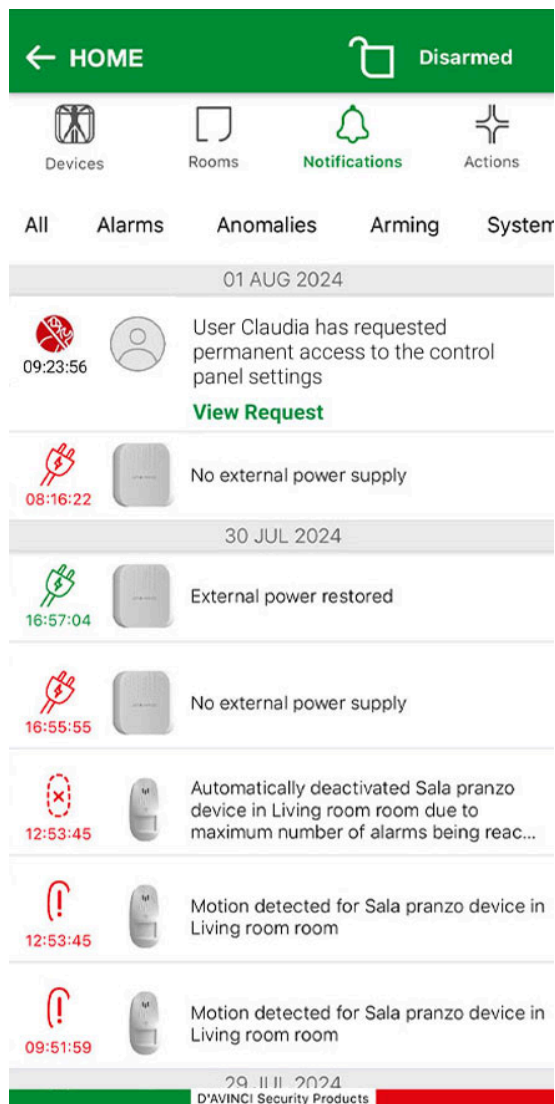 HOME
Disarmed
Devices
Rooms
Notifications
Actions
All
Alarms
Anomalies
Arming
System
01 AUG 2024
09:23:56
User Claudia has requested
permanent access to the control
panel settings
View Request
08:16:22
No external power supply
30 JUL 2024
16:57:04
External power restored
16:55:55
No external power supply
12:53:45
Automatically deactivated Sala pranzo
device in Living room room due to
maximum number of alarms being reac...
12:53:45
Motion detected for Sala pranzo device in
Living room room
09:51:59
Motion detected for Sala pranzo device in
Living room room
29 JUL 2024
D'AVINCI Security Products